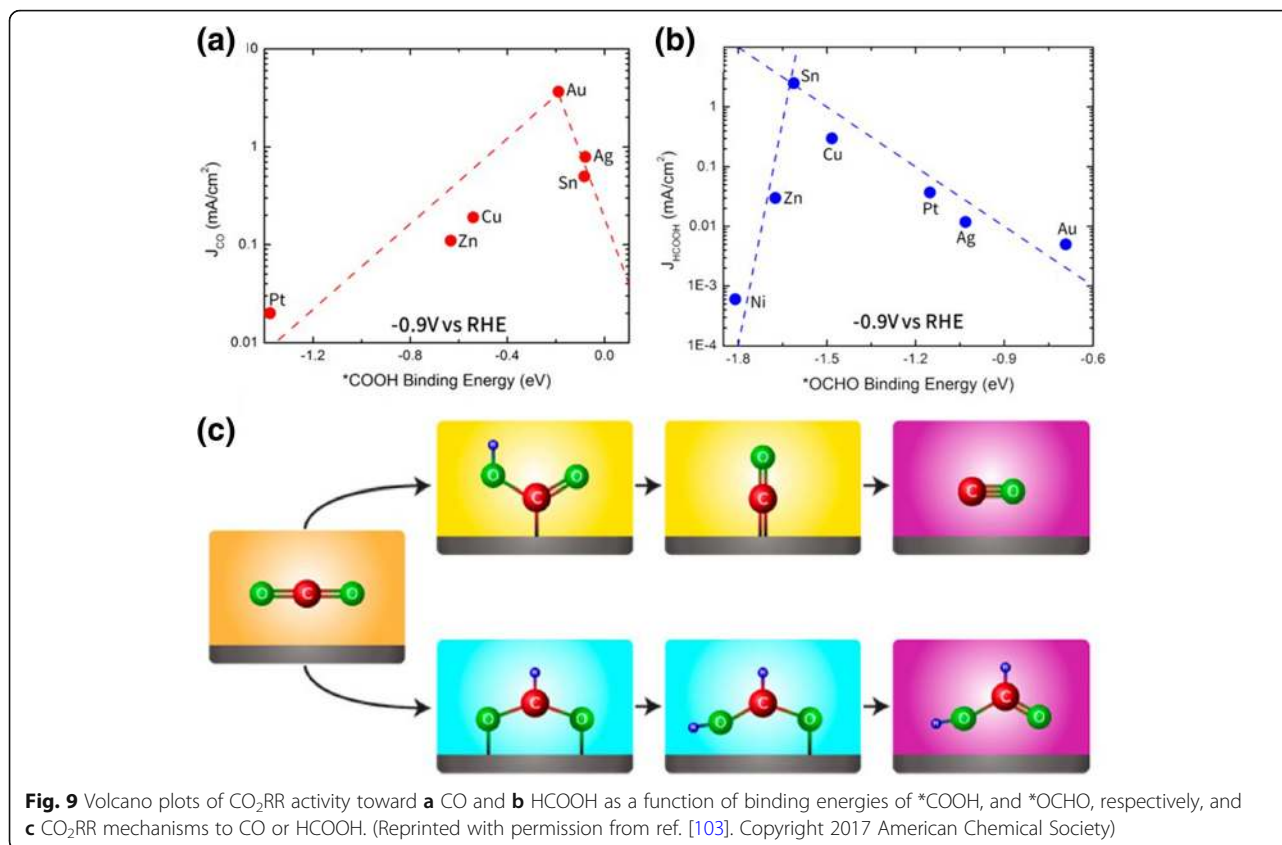 (a)
10
1
0.1
0.01
J_CO (mA/cm²)
Au
Ag
Sn
Cu
Zn
Pt
-0.9V vs RHE
-1.2
-0.8
-0.4
0.0
*COOH Binding Energy (eV)
(b)
1
0.1
0.01
1E-3
1E-4
J_HCOOH (mA/cm²)
Sn
Cu
Zn
Pt
Ag
Au
Ni
-0.9V vs RHE
-1.8
-1.5
-1.2
-0.9
-0.6
*OCHO Binding Energy (eV)
(c)
H
O
C
O
O
C
C
O
O
C
O
H
O
C
O
H
H
O
C
O
H
H
O
C
O
Fig. 9 Volcano plots of CO₂RR activity toward a CO and b HCOOH as a function of binding energies of *COOH, and *OCHO, respectively, and
c CO₂RR mechanisms to CO or HCOOH. (Reprinted with permission from ref. [103]. Copyright 2017 American Chemical Society)